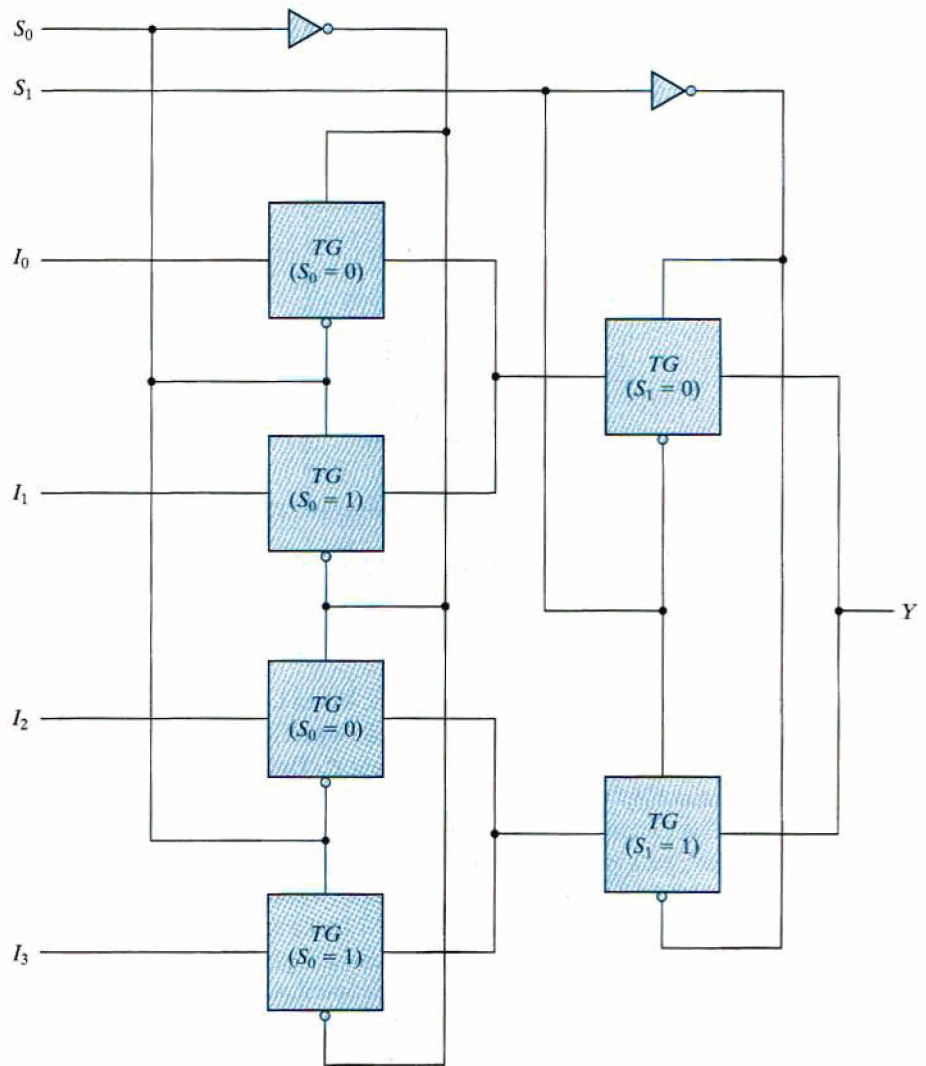 S₀
S₁
TG
(S₀ = 0)
I₀
TG
(S₁ = 0)
TG
(S₀ = 1)
I₁
Y
TG
(S₀ = 0)
I₂
TG
(S₁ = 1)
TG
(S₀ = 1)
I₃